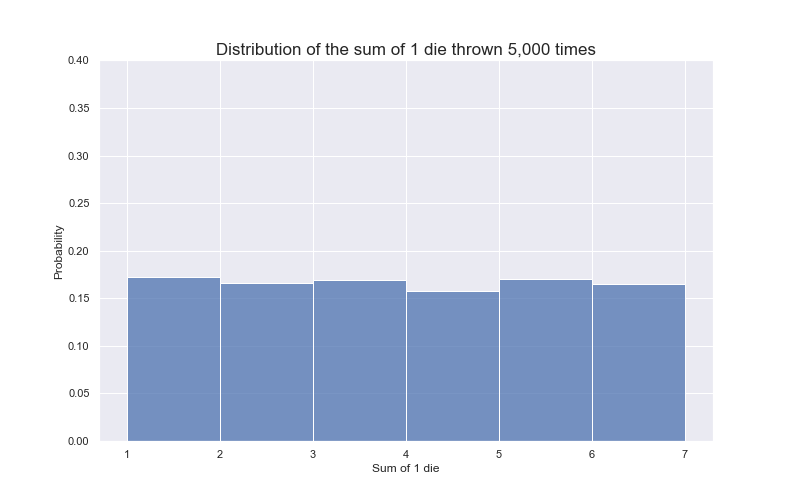 Distribution of the sum of 1 die thrown 5,000 times
0.40
0.35
0.30
0.25
0.20
0.15
0.10
0.05
0.00
Probability
1 2 3 4 5 6 7
Sum of 1 die